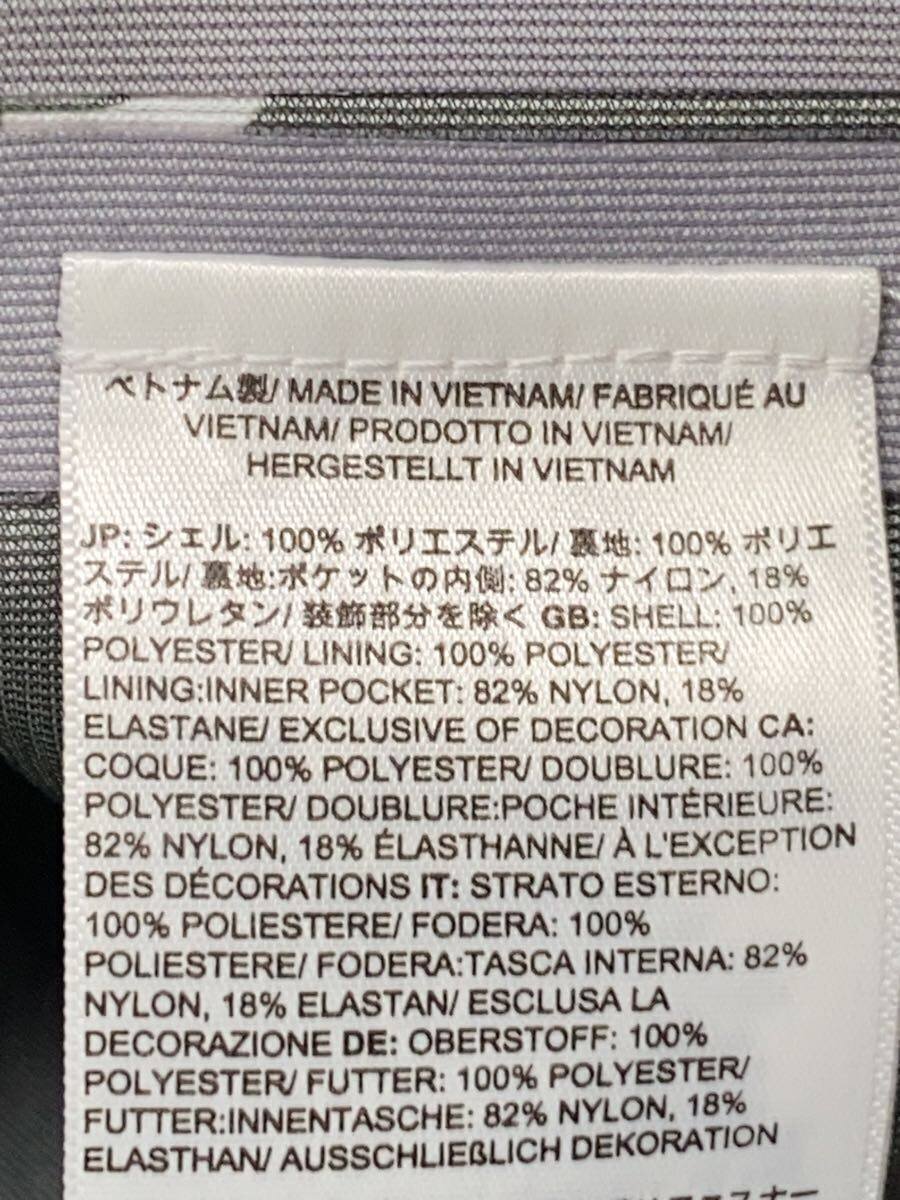 ベトナム製/ MADE IN VIETNAM/ FABRIQUÉ AU
VIETNAM/ PRODOTTO IN VIETNAM/
HERGESTELLT IN VIETNAM
JP: シェル: 100% ポリエステル/ 裏地: 100% ポリエ
ステル/ 裏地:ポケットの内側: 82% ナイロン, 18%
ポリウレタン/ 装飾部分を除く GB: SHELL: 100%
POLYESTER/ LINING: 100% POLYESTER/
LINING:INNER POCKET: 82% NYLON, 18%
ELASTANE/ EXCLUSIVE OF DECORATION CA:
COQUE: 100% POLYESTER/ DOUBLURE: 100%
POLYESTER/ DOUBLURE:POCHE INTÉRIEURE:
82% NYLON, 18% ÉLASTHANNE/ À L'EXCEPTION
DES DÉCORATIONS IT: STRATO ESTERNO:
100% POLIESTERE/ FODERA: 100%
POLIESTERE/ FODERA:TASCA INTERNA: 82%
NYLON, 18% ELASTAN/ ESCLUSA LA
DECORAZIONE DE: OBERSTOFF: 100%
POLYESTER/ FUTTER: 100% POLYESTER/
FUTTER:INNENTASCHE: 82% NYLON, 18%
ELASTHAN/ AUSSCHLIEßLICH DEKORATION